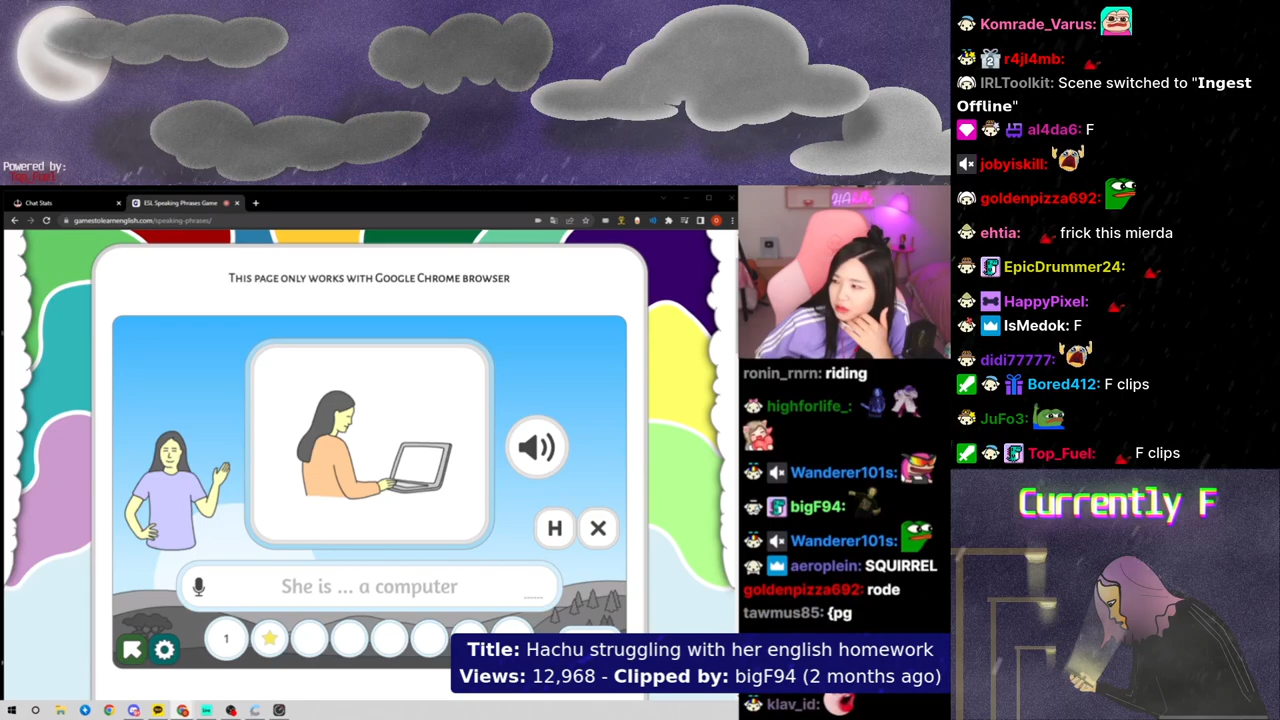 Powered by:
Top_Fuel
Chat Stats
ESL Speaking Phrases Game
gamestolearnenglish.com/speaking-phrases/
This page only works with Google Chrome browser
H
She is ... a computer
1
Title: Hachu struggling with her english homework
Views: 12,968 - Clipped by: bigF94 (2 months ago)
ronin_rnrn: riding
highforlife_:
Wanderer101s:
bigF94:
Wanderer101s:
aeroplein: SQUIRREL
goldenpizza692: rode
tawmus85: {pg
klav_id:
Komrade_Varus:
r4jl4mb:
IRLToolkit: Scene switched to "Ingest
Offline"
al4da6: F
jobyiskill:
goldenpizza692:
ehtia: frick this mierda
EpicDrummer24:
HappyPixel:
IsMedok: F
didi77777:
Bored412: F clips
JuFo3:
Top_Fuel: F clips
Currently F